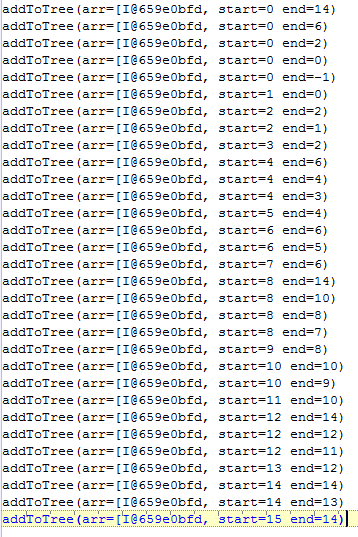 addToTree(arr=[I@659e0bfd, start=0 end=14)
addToTree(arr=[I@659e0bfd, start=0 end=6)
addToTree(arr=[I@659e0bfd, start=0 end=2)
addToTree(arr=[I@659e0bfd, start=0 end=0)
addToTree(arr=[I@659e0bfd, start=0 end=-1)
addToTree(arr=[I@659e0bfd, start=1 end=0)
addToTree(arr=[I@659e0bfd, start=2 end=2)
addToTree(arr=[I@659e0bfd, start=2 end=1)
addToTree(arr=[I@659e0bfd, start=3 end=2)
addToTree(arr=[I@659e0bfd, start=4 end=6)
addToTree(arr=[I@659e0bfd, start=4 end=4)
addToTree(arr=[I@659e0bfd, start=4 end=3)
addToTree(arr=[I@659e0bfd, start=5 end=4)
addToTree(arr=[I@659e0bfd, start=6 end=6)
addToTree(arr=[I@659e0bfd, start=6 end=5)
addToTree(arr=[I@659e0bfd, start=7 end=6)
addToTree(arr=[I@659e0bfd, start=8 end=14)
addToTree(arr=[I@659e0bfd, start=8 end=10)
addToTree(arr=[I@659e0bfd, start=8 end=8)
addToTree(arr=[I@659e0bfd, start=8 end=7)
addToTree(arr=[I@659e0bfd, start=9 end=8)
addToTree(arr=[I@659e0bfd, start=10 end=10)
addToTree(arr=[I@659e0bfd, start=10 end=9)
addToTree(arr=[I@659e0bfd, start=11 end=10)
addToTree(arr=[I@659e0bfd, start=12 end=14)
addToTree(arr=[I@659e0bfd, start=12 end=12)
addToTree(arr=[I@659e0bfd, start=12 end=11)
addToTree(arr=[I@659e0bfd, start=13 end=12)
addToTree(arr=[I@659e0bfd, start=14 end=14)
addToTree(arr=[I@659e0bfd, start=14 end=13)
addToTree(arr=[I@659e0bfd, start=15 end=14)